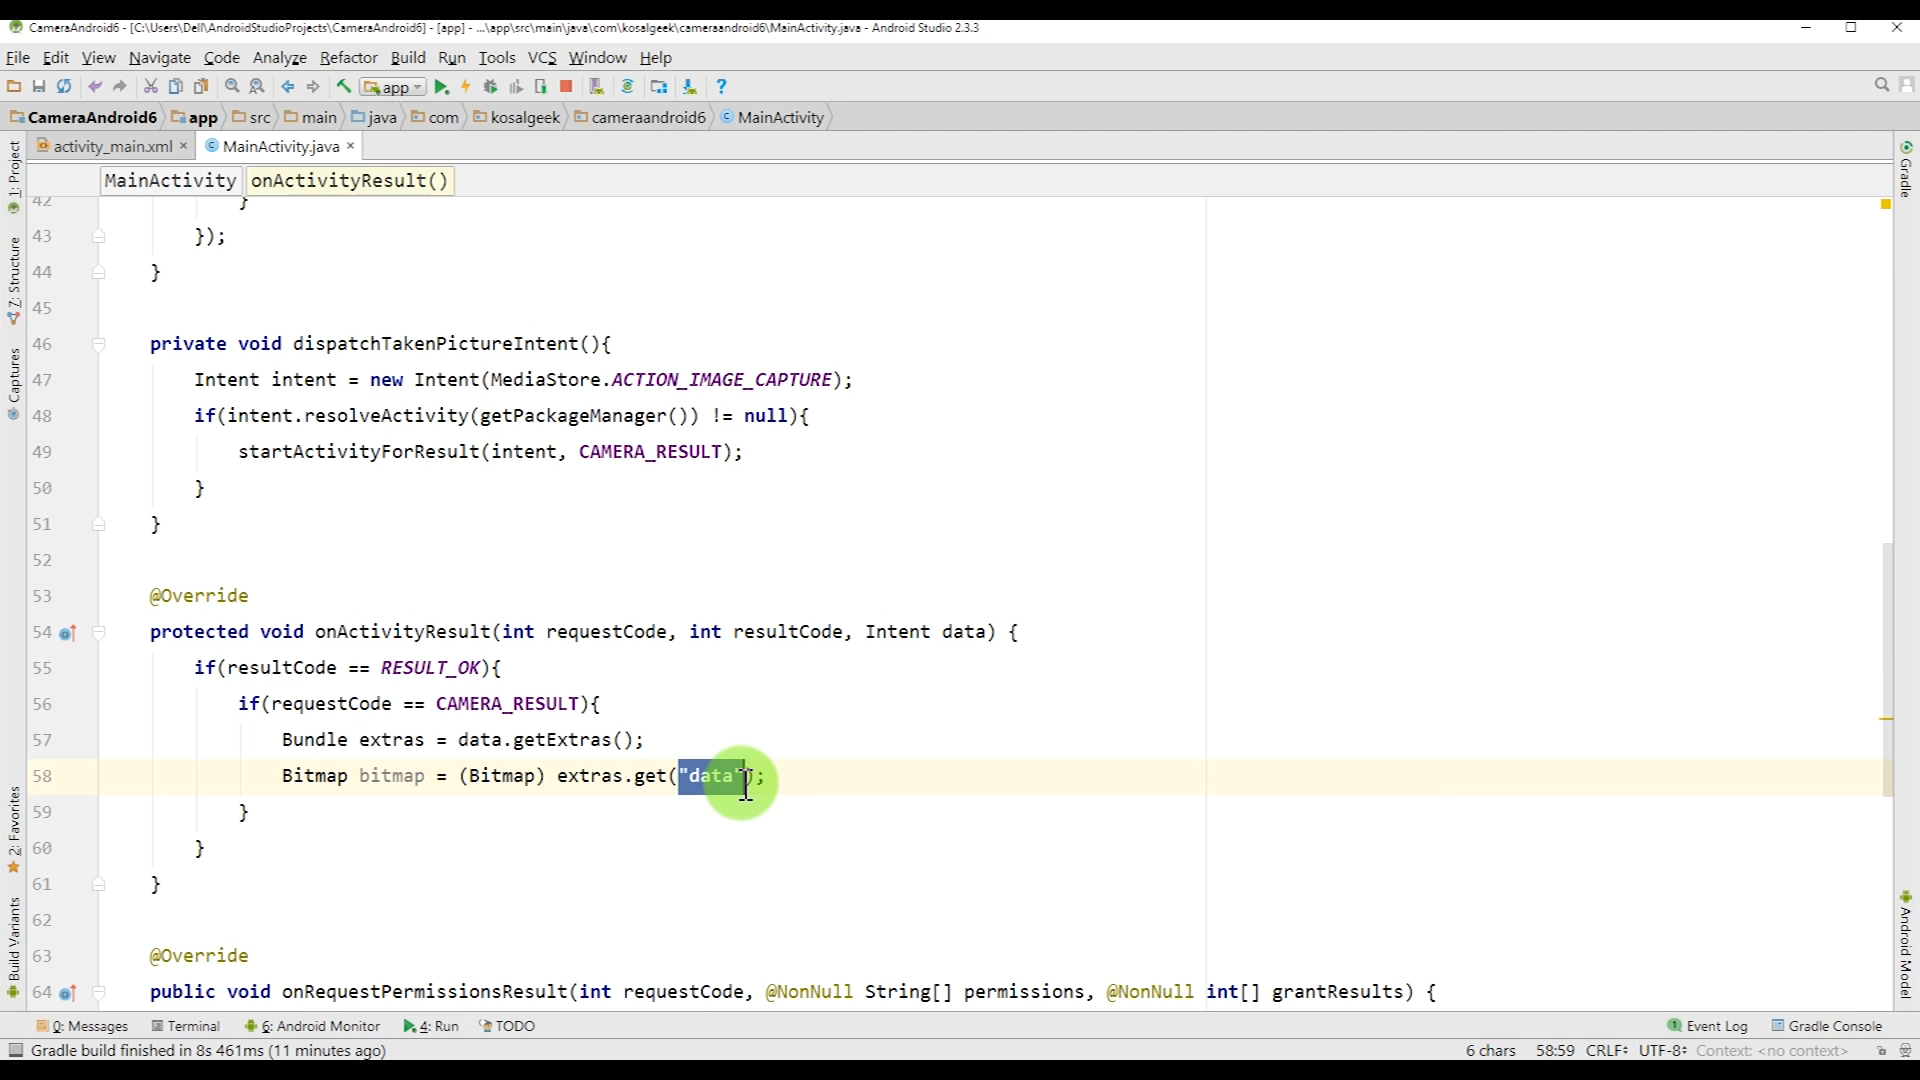 CameraAndroid6 - [C:\Users\Dell\AndroidStudioProjects\CameraAndroid6] - [app] - ...\app\src\main\java\com\kosalgeek\cameraandroid6\MainActivity.java - Android Studio 2.3.3
File Edit View Navigate Code Analyze Refactor Build Run Tools VCS Window Help
app
CameraAndroid6 app src main java com kosalgeek cameraandroid6 MainActivity
activity_main.xml MainActivity.java
MainActivity onActivityResult()
1: Project
7: Structure
Captures
2: Favorites
Build Variants
Gradle
Android Model
42 }
43 });
44 }
45
46 private void dispatchTakenPictureIntent(){
47 Intent intent = new Intent(MediaStore.ACTION_IMAGE_CAPTURE);
48 if(intent.resolveActivity(getPackageManager()) != null){
49 startActivityForResult(intent, CAMERA_RESULT);
50 }
51 }
52
53 @Override
54 protected void onActivityResult(int requestCode, int resultCode, Intent data) {
55 if(resultCode == RESULT_OK){
56 if(requestCode == CAMERA_RESULT){
57 Bundle extras = data.getExtras();
58 Bitmap bitmap = (Bitmap) extras.get("data");
59 }
60 }
61 }
62
63 @Override
64 public void onRequestPermissionsResult(int requestCode, @NonNull String[] permissions, @NonNull int[] grantResults) {
0: Messages Terminal 6: Android Monitor 4: Run TODO 1 Event Log Gradle Console
Gradle build finished in 8s 461ms (11 minutes ago) 6 chars 58:59 CRLF UTF-8 Context: <no context>